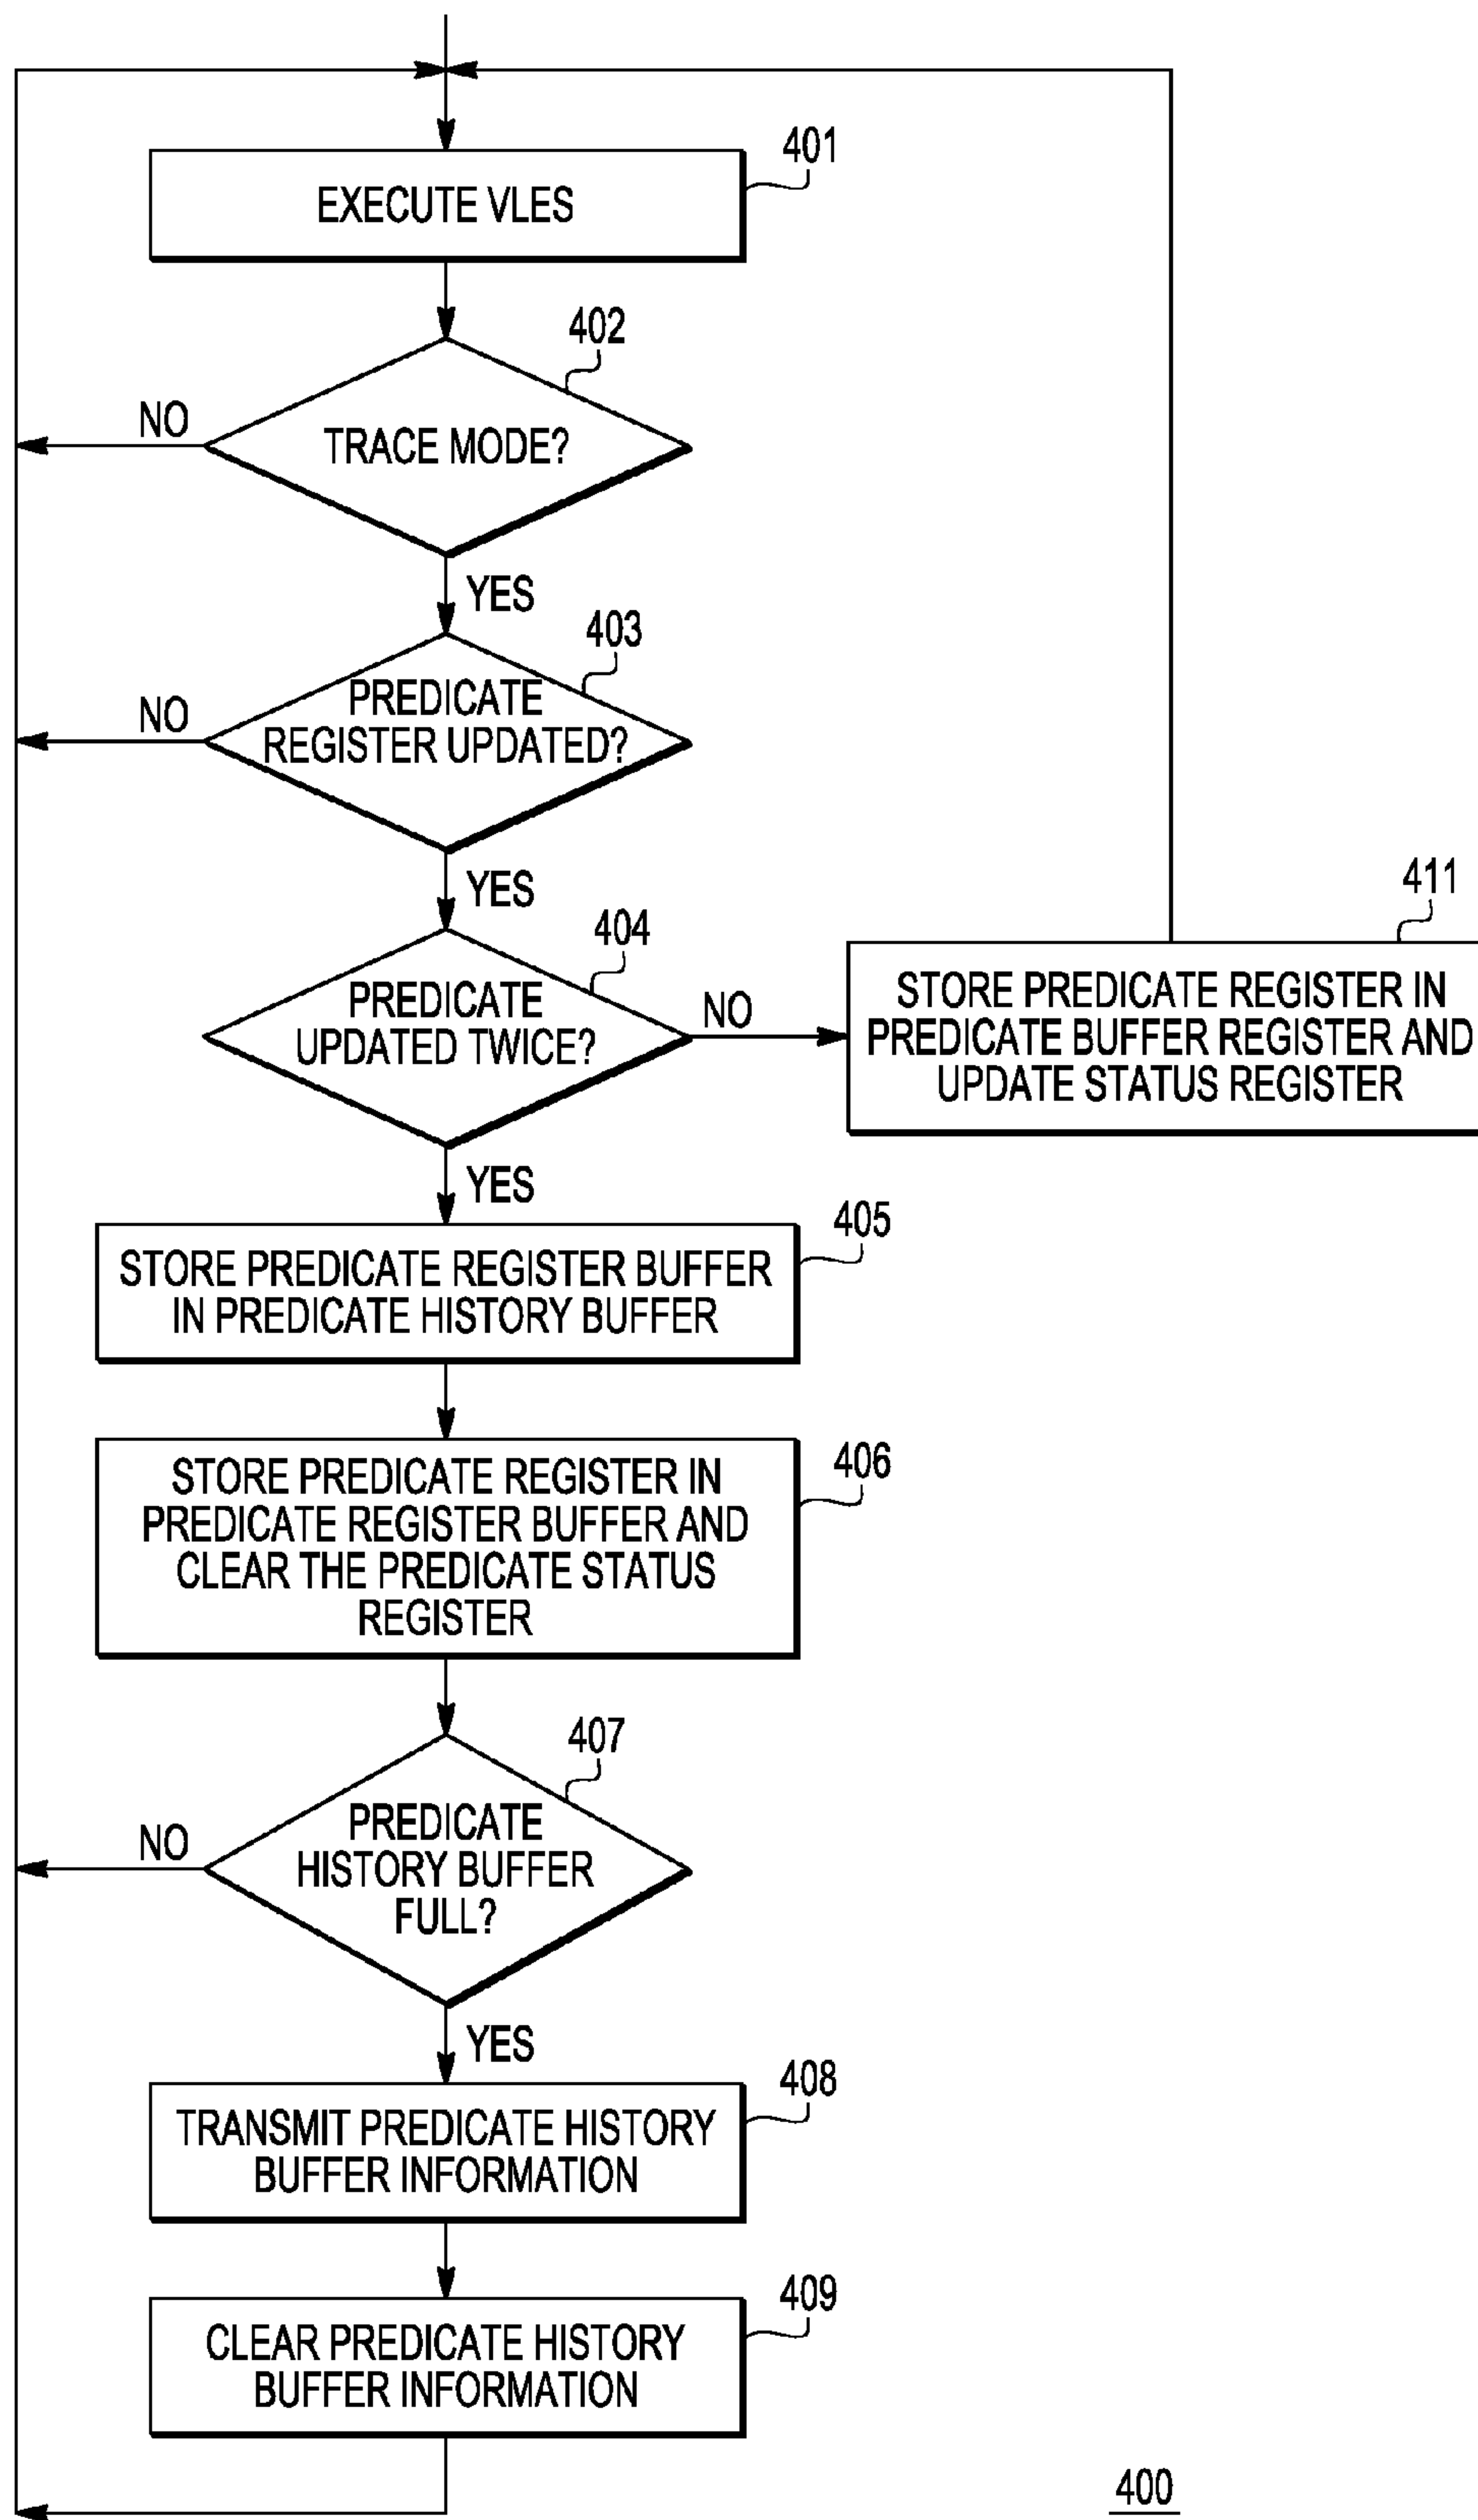 401
EXECUTE VLES
402
NO
TRACE MODE?
YES
403
NO
PREDICATE
REGISTER UPDATED?
YES
404
PREDICATE
UPDATED TWICE?
NO
411
STORE PREDICATE REGISTER IN
PREDICATE BUFFER REGISTER AND
UPDATE STATUS REGISTER
YES
405
STORE PREDICATE REGISTER BUFFER
IN PREDICATE HISTORY BUFFER
406
STORE PREDICATE REGISTER IN
PREDICATE REGISTER BUFFER AND
CLEAR THE PREDICATE STATUS
REGISTER
407
NO
PREDICATE
HISTORY BUFFER
FULL?
YES
408
TRANSMIT PREDICATE HISTORY
BUFFER INFORMATION
409
CLEAR PREDICATE HISTORY
BUFFER INFORMATION
400